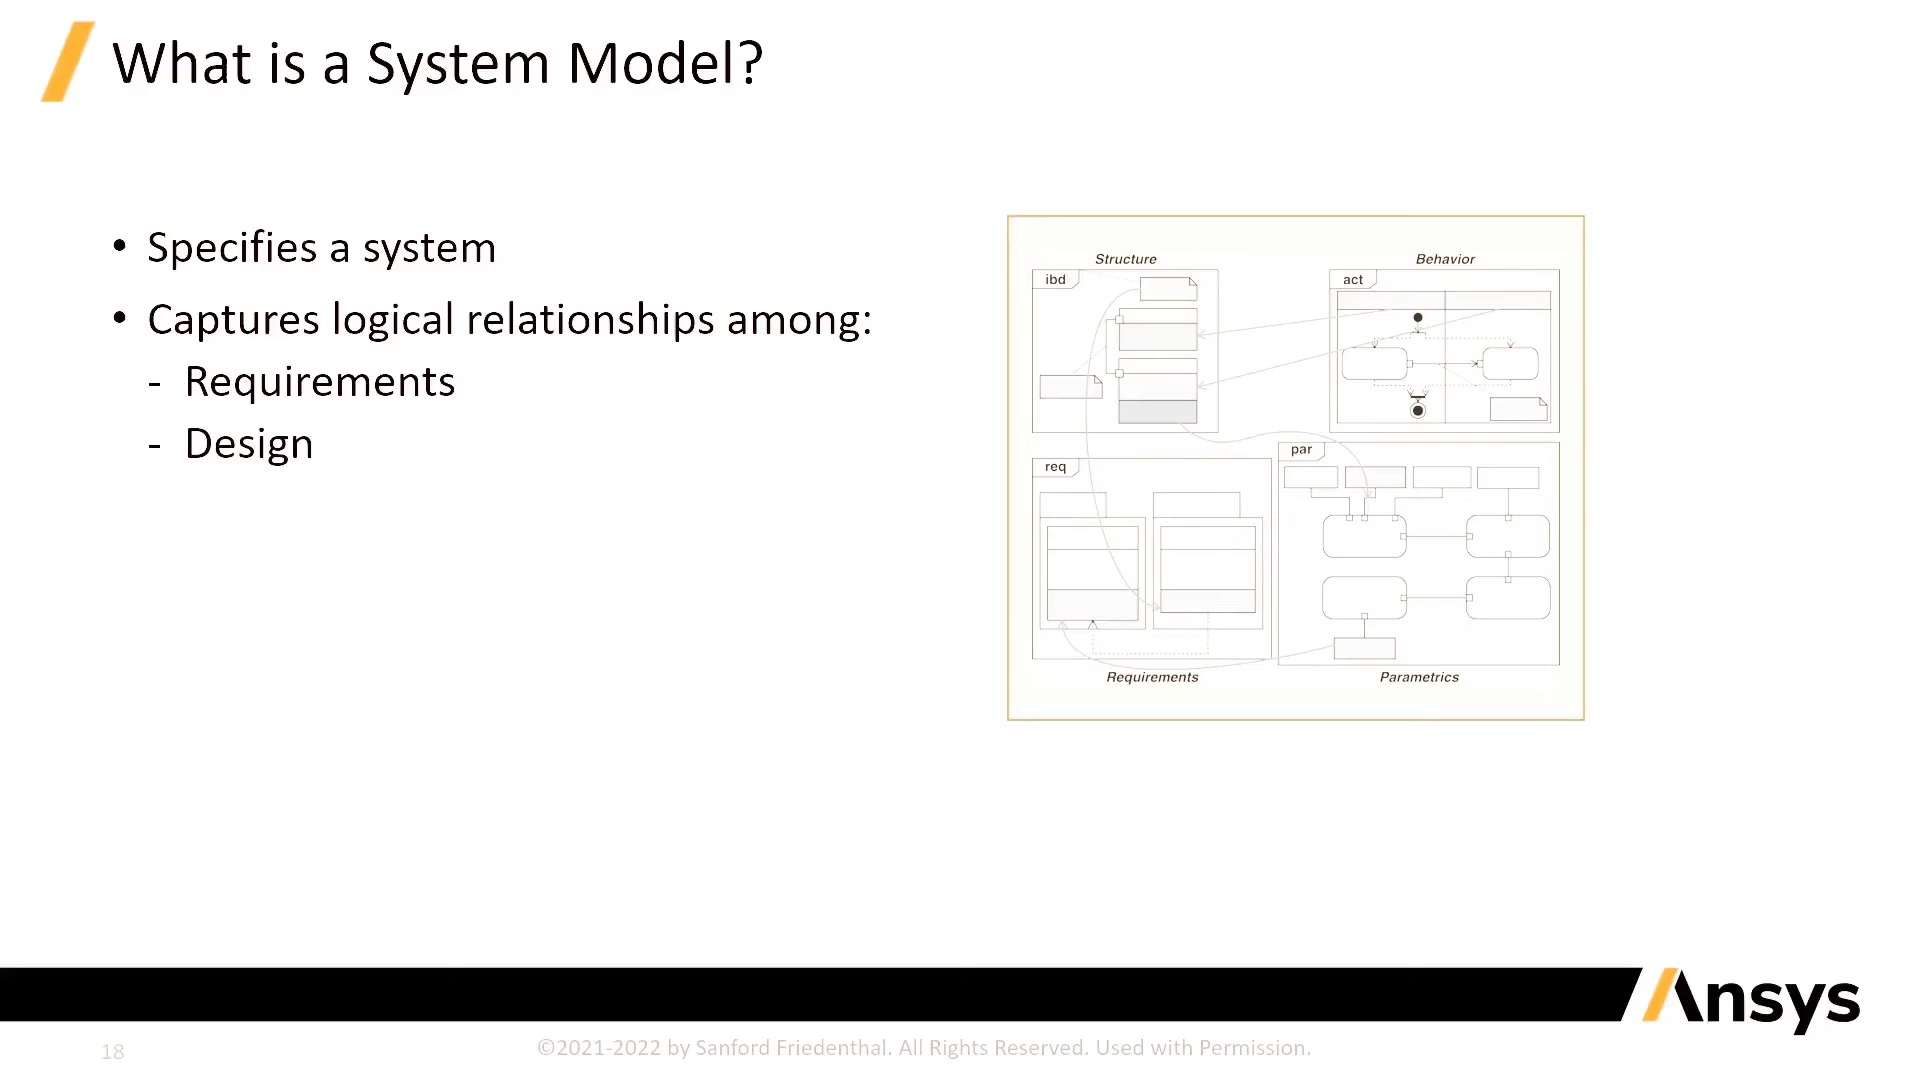 What is a System Model?
• Specifies a system
• Captures logical relationships among:
- Requirements
- Design
Structure
ibd
Behavior
act
req
par
Requirements
Parametrics
Ansys
18
©2021-2022 by Sanford Friedenthal. All Rights Reserved. Used with Permission.